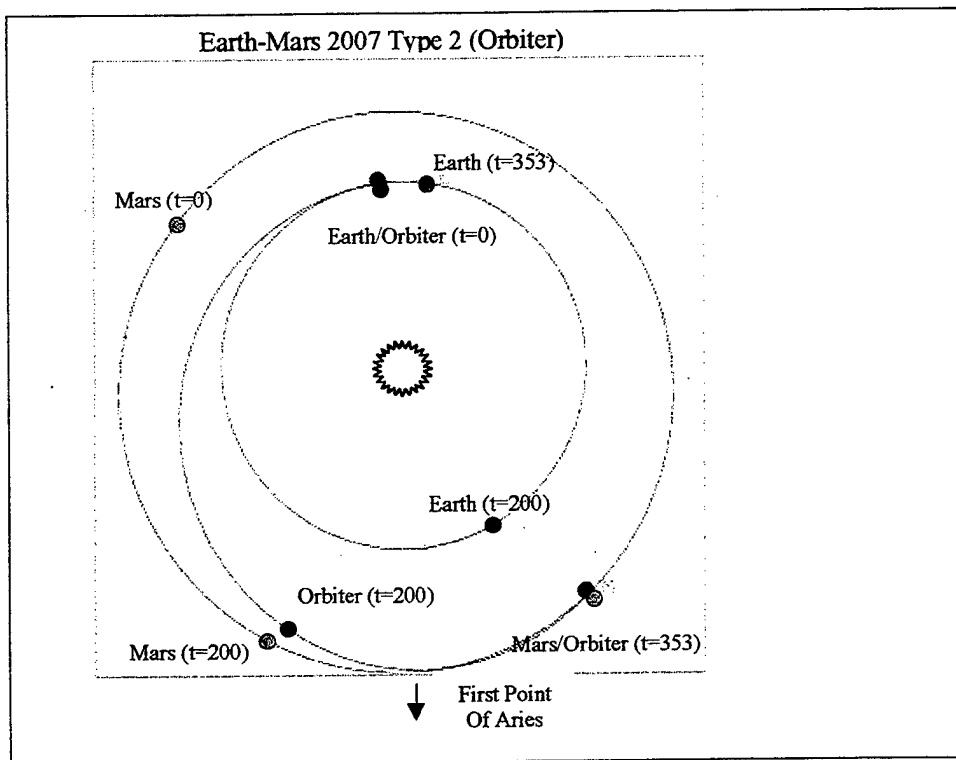 Earth-Mars 2007 Type 2 (Orbiter)
Earth (t=353)
Mars (t=0)
Earth/Orbiter (t=0)
Earth (t=200)
Orbiter (t=200)
Mars (t=200)
Mars/Orbiter (t=353)
First Point
Of Aries